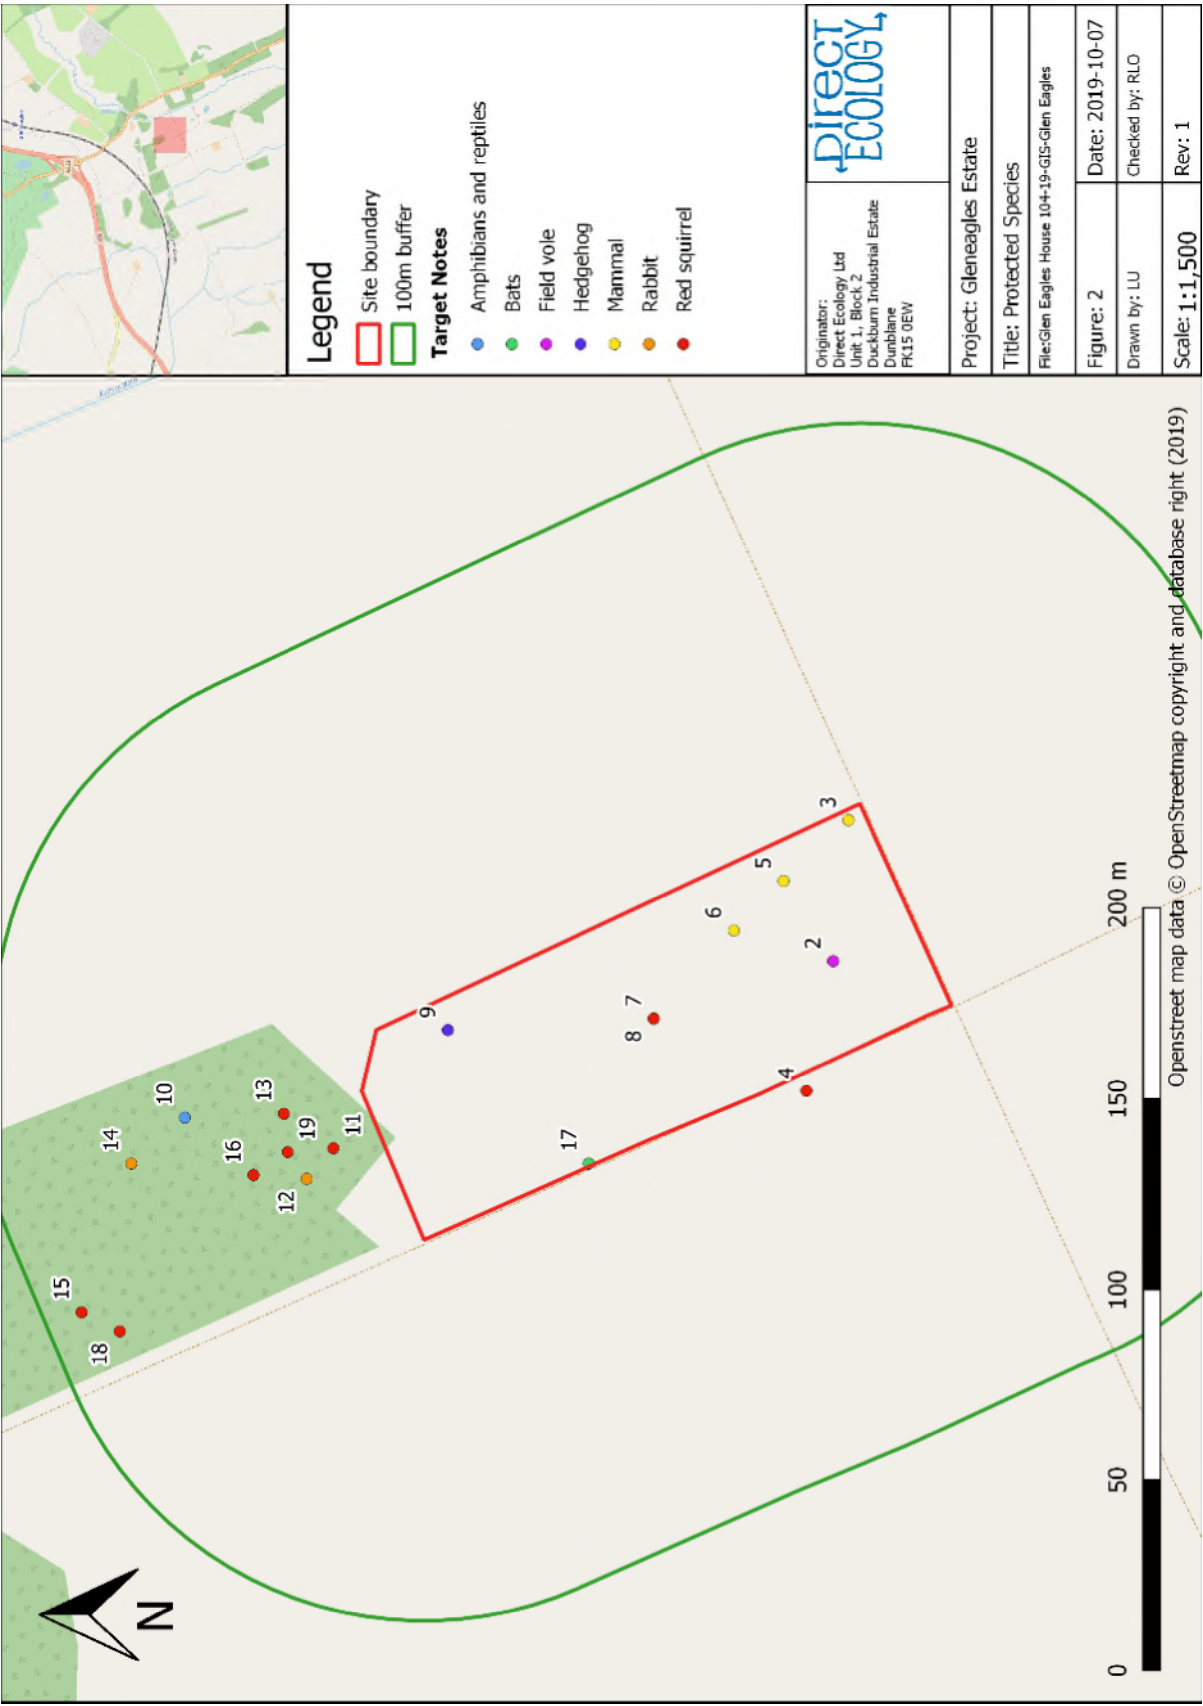 Legend
Site boundary
100m buffer
Target Notes
Amphibians and reptiles
Bats
Field vole
Hedgehog
Mammal
Rabbit
Red squirrel
Originator:
Direct Ecology Ltd
Unit 1, Block 2
Duckburn Industrial Estate
Dunblane
FK15 0EW
Direct
ECOLOGY
Project: Gleneagles Estate
Title: Protected Species
File:Glen Eagles House 104-19-GIS-Glen Eagles
Figure: 2
Date: 2019-10-07
Drawn by: LU
Checked by: RLO
Scale: 1:1,500
Rev: 1
N
15
18
14
10
16
13
19
12
11
9
17
8
7
6
5
3
2
4
0
50
100
150
200 m
Openstreet map data © OpenStreetmap copyright and database right (2019)